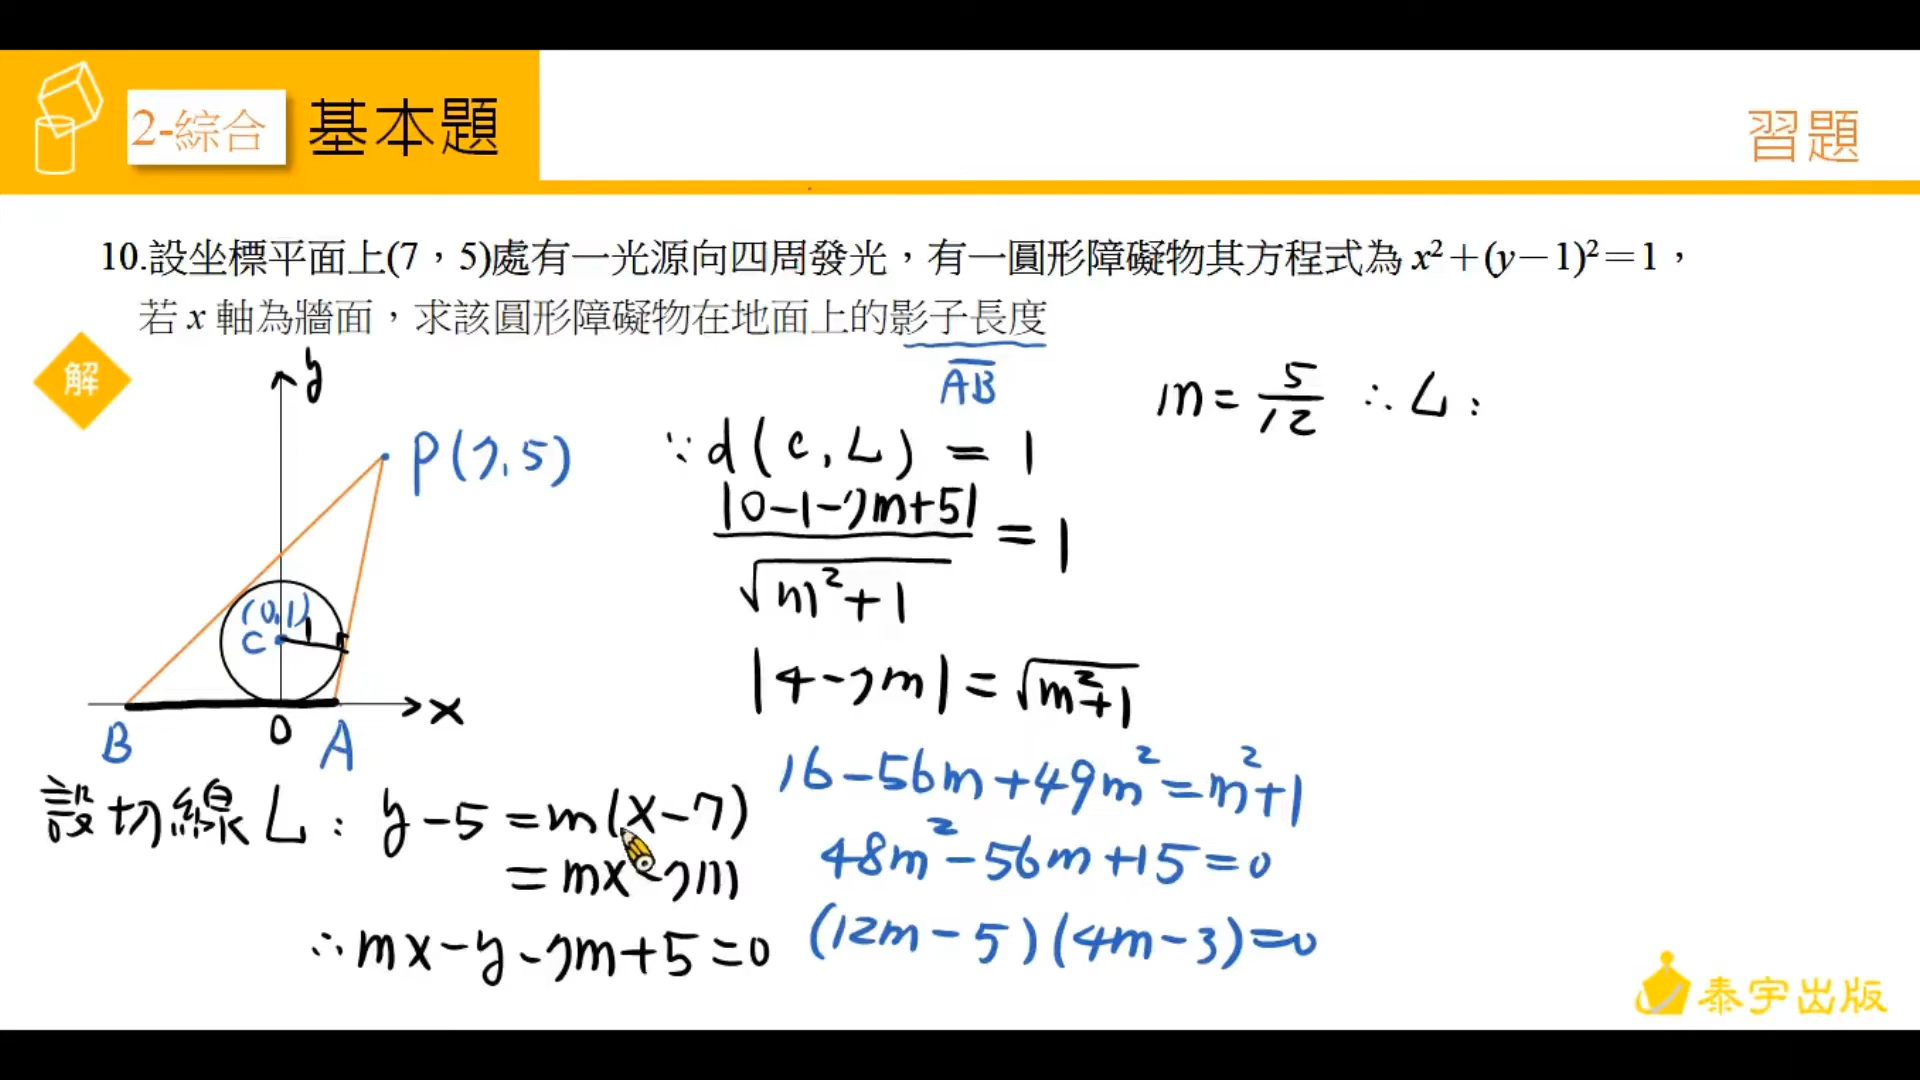 2-綜合 基本題
習題
10.設坐標平面上(7，5)處有一光源向四周發光，有一圓形障礙物其方程式為 x²＋(y－1)²＝1，
若 x 軸為牆面，求該圓形障礙物在地面上的影子長度
解
y
AB
P(7,5)
(0,1)
C
1
x
B
O
A
設切線L：y-5=m(x-7)
=mx-7m
∴mx-y-7m+5=0
∵d(C,L)=1
|0-1-7m+5|
/√(m²+1) =1
|4-7m|=√(m²+1)
16-56m+49m²=m²+1
48m²-56m+15=0
(12m-5)(4m-3)=0
m=5/12 ∴L：
泰宇出版